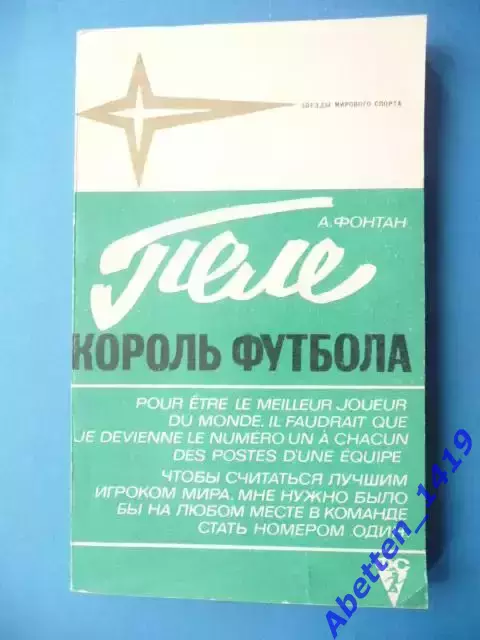 ЗВЕЗДЫ МИРОВОГО СПОРТА
А. ФОНТАН
Пеле
КОРОЛЬ ФУТБОЛА
POUR ÊTRE LE MEILLEUR JOUEUR
DU MONDE, IL FAUDRAIT QUE
JE DEVIENNE LE NUMERO UN À CHACUN
DES POSTES D'UNE ÉQUIPE
ЧТОБЫ СЧИТАТЬСЯ ЛУЧШИМ
ИГРОКОМ МИРА, МНЕ НУЖНО БЫЛО
БЫ НА ЛЮБОМ МЕСТЕ В КОМАНДЕ
СТАТЬ НОМЕРОМ ОДИН
Abetten_1419